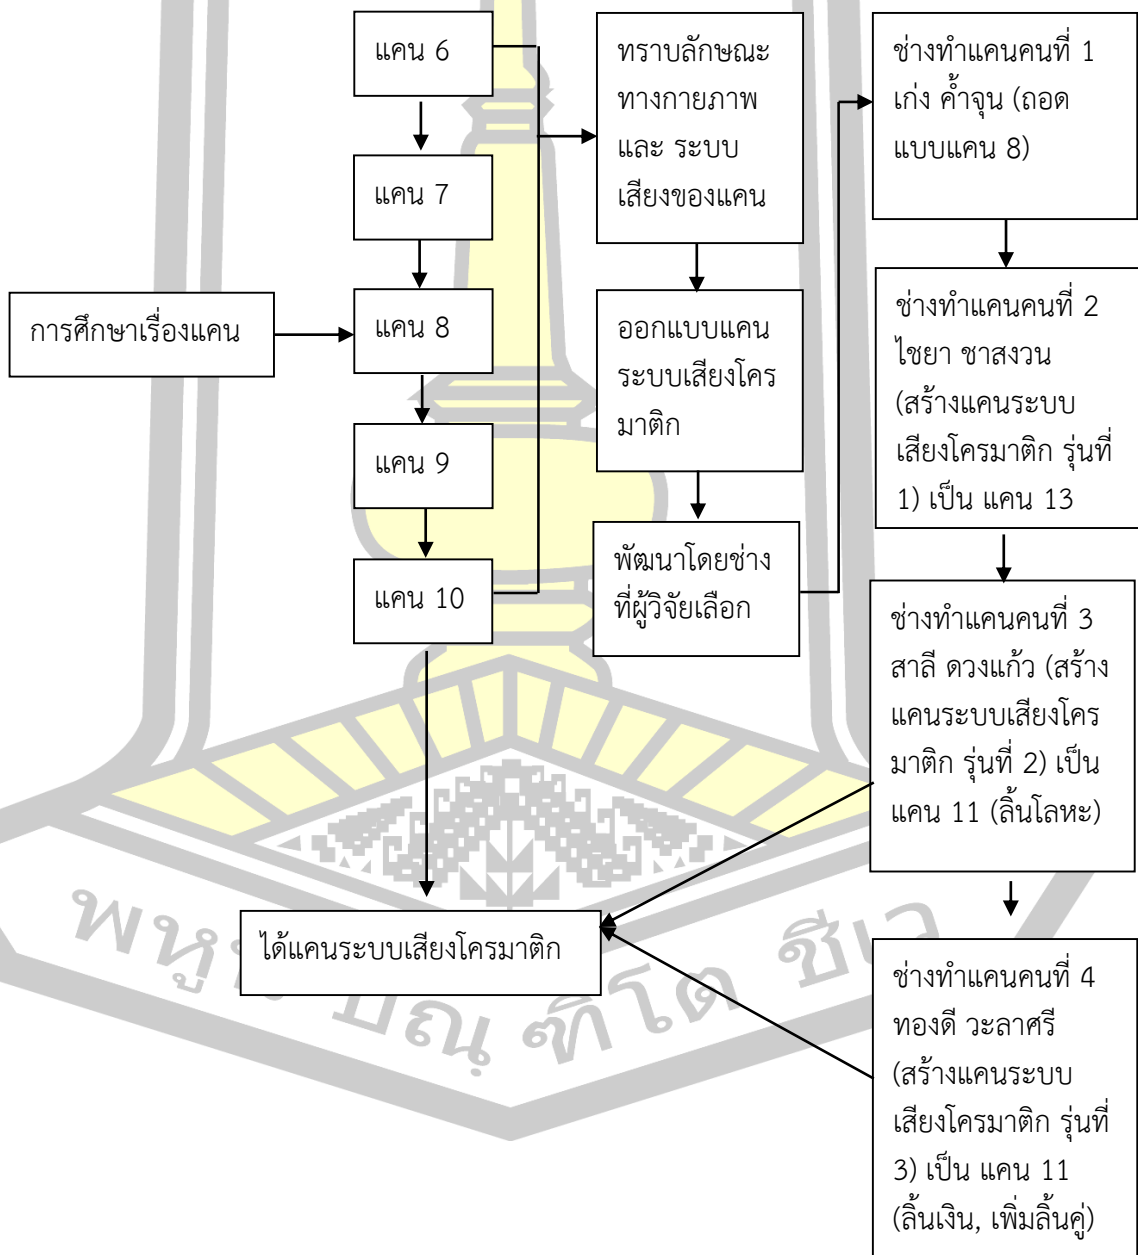 การศึกษาเรื่องแคน
แคน 6
แคน 7
แคน 8
แคน 9
แคน 10
ทราบลักษณะ
ทางกายภาพ
และ ระบบ
เสียงของแคน
ออกแบบแคน
ระบบเสียงโคร
มาติก
พัฒนาโดยช่าง
ที่ผู้วิจัยเลือก
ช่างทำแคนคนที่ 1
เก่ง ค้ำจุน (ถอด
แบบแคน 8)
ช่างทำแคนคนที่ 2
ไชยา ชาสงวน
(สร้างแคนระบบ
เสียงโครมาติก รุ่นที่
1) เป็น แคน 13
ช่างทำแคนคนที่ 3
สาลี ดวงแก้ว (สร้าง
แคนระบบเสียงโคร
มาติก รุ่นที่ 2) เป็น
แคน 11 (ลิ้นโลหะ)
ช่างทำแคนคนที่ 4
ทองดี วะลาศรี
(สร้างแคนระบบ
เสียงโครมาติก รุ่นที่
3) เป็น แคน 11
(ลิ้นเงิน, เพิ่มลิ้นคู่)
ได้แคนระบบเสียงโครมาติก
ปณฺ ฑิโต ชีเว